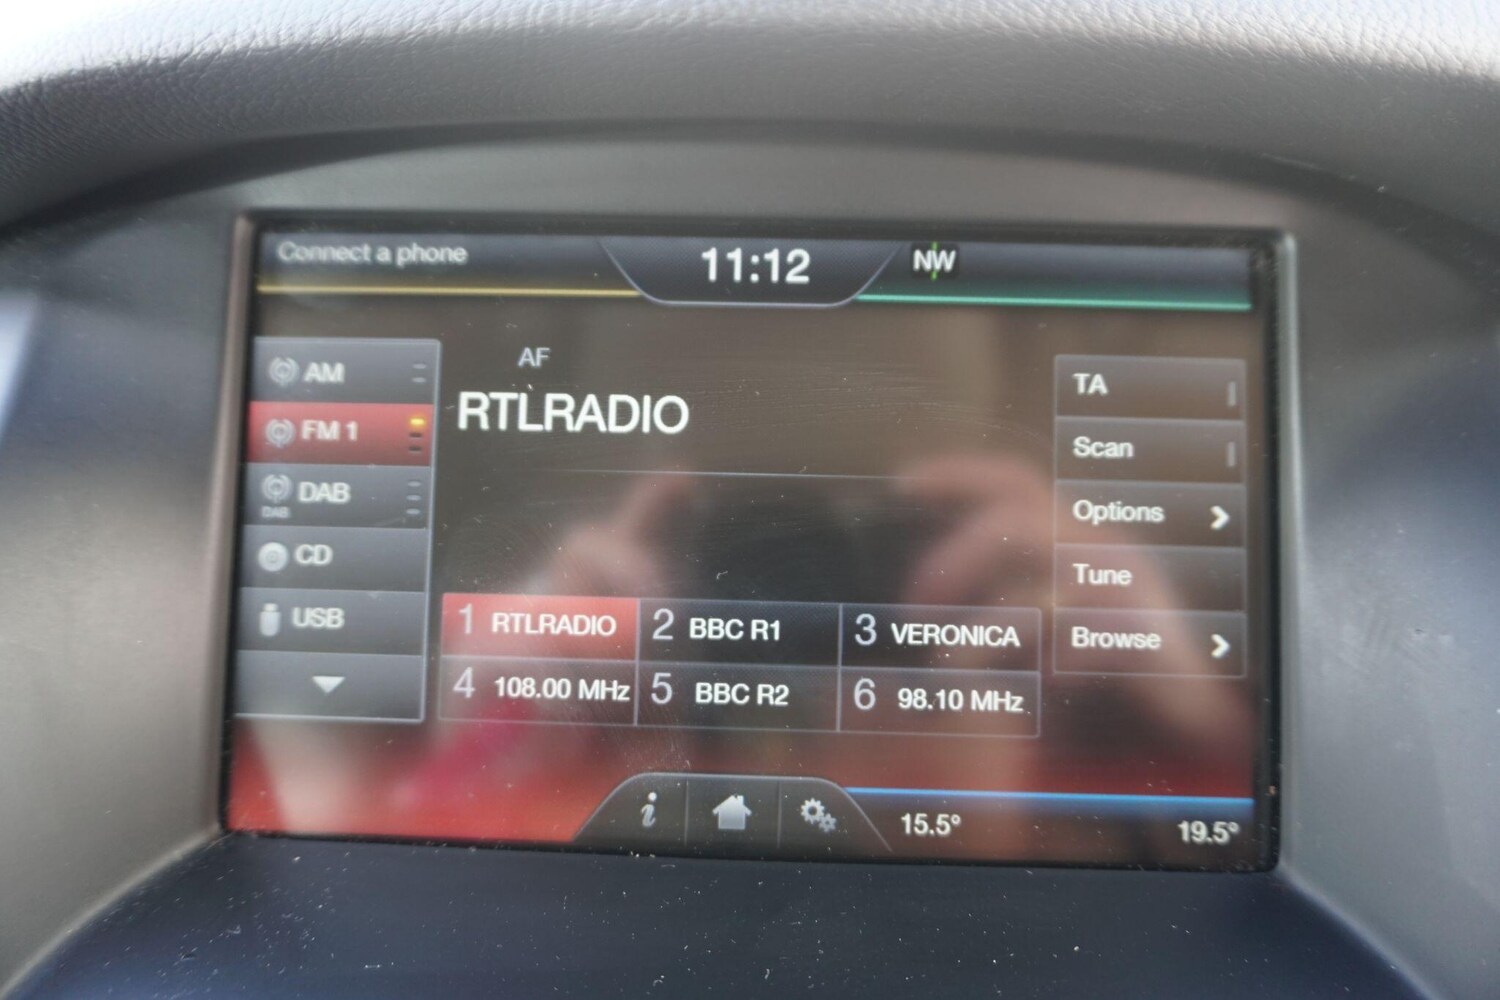 Connect a phone
11:12
NW
AM
FM 1
DAB
DAB
CD
USB
AF
RTLRADIO
1 RTLRADIO
2 BBC R1
3 VERONICA
4 108.00 MHz
5 BBC R2
6 98.10 MHz
TA
Scan
Options
Tune
Browse
i
15.5°
19.5°